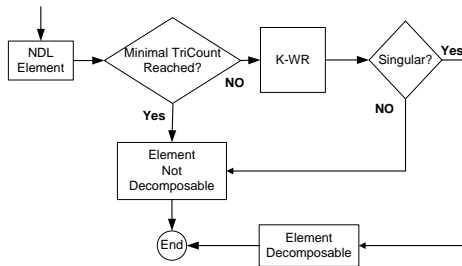 NDL
Element
Minimal TriCount
Reached?
NO
K-WR
Singular?
Yes
NO
Yes
Element
Not
Decomposable
End
Element
Decomposable